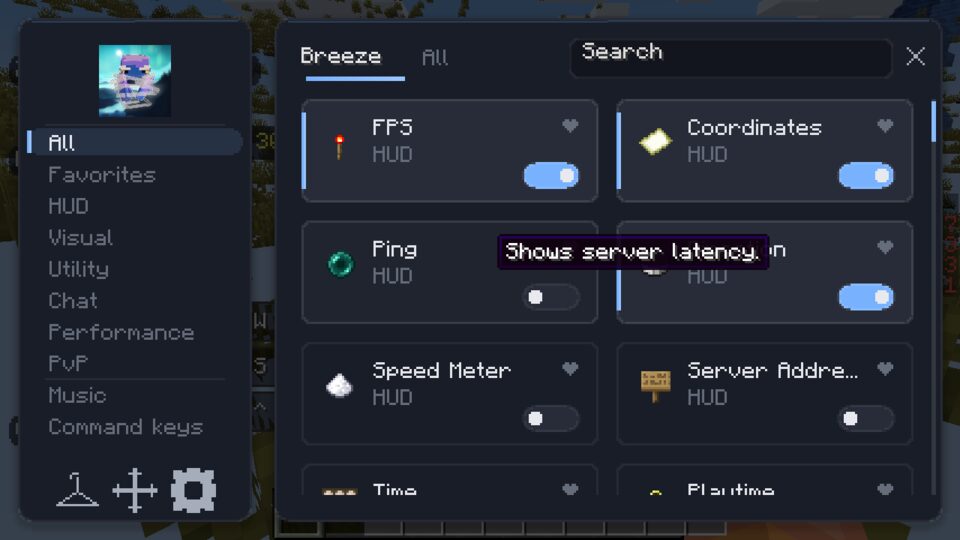 All
Favorites
HUD
Visual
Utility
Chat
Performance
PvP
Music
Command keys
Breeze
All
Search
FPS
HUD
Coordinates
HUD
Ping
HUD
Shows server latency.
HUD
Speed Meter
HUD
Server Addre...
HUD
Time
Playtime
W
S